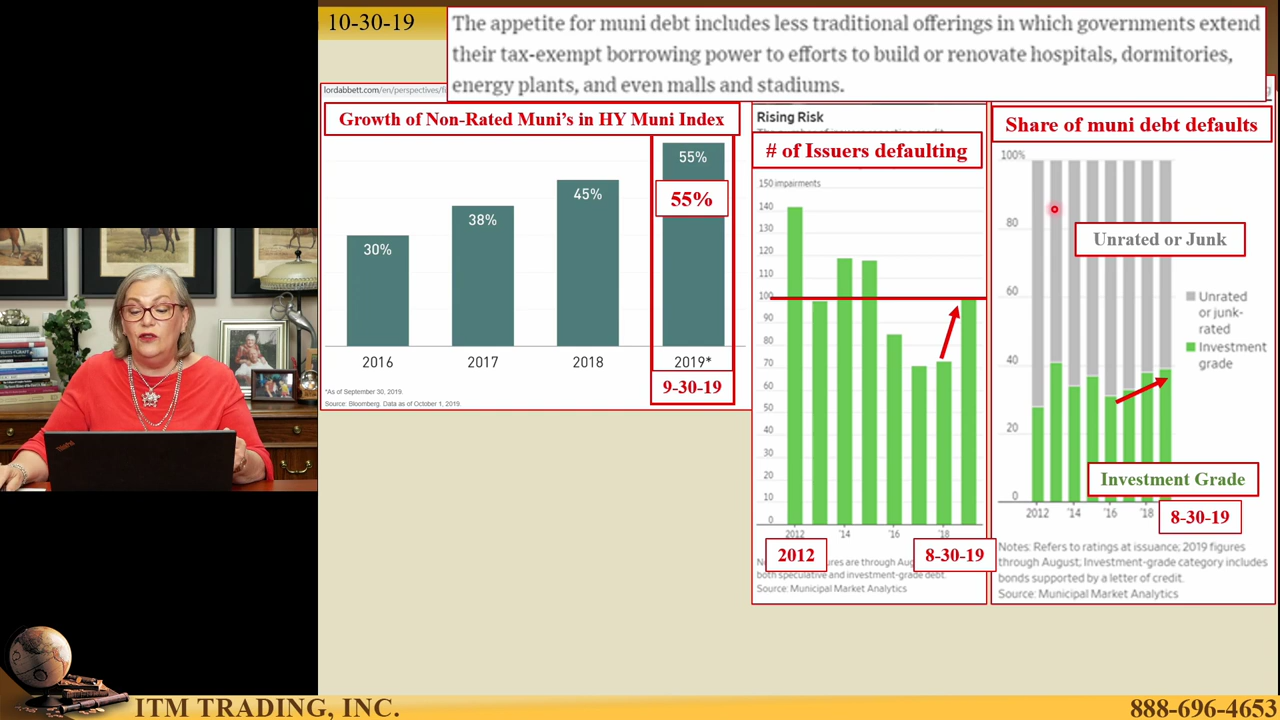 10-30-19
The appetite for muni debt includes less traditional offerings in which governments extend
their tax-exempt borrowing power to efforts to build or renovate hospitals, dormitories,
energy plants, and even malls and stadiums.
lordabbett.com/en/perspectives/fi
Growth of Non-Rated Muni's in HY Muni Index
55%
55%
45%
38%
30%
2016
2017
2018
2019*
9-30-19
*As of September 30, 2019
Source: Bloomberg. Data as of October 1, 2019
Rising Risk
# of Issuers defaulting
150 impairments
140
130
120
110
100
90
80
70
60
50
40
30
20
10
0
2012
'14
'16
'18
2012
8-30-19
ures are through Aug
both speculative and investment-grade debt.
Source: Municipal Market Analytics
Share of muni debt defaults
100%
80
60
40
20
0
Unrated or Junk
Unrated
or junk-
rated
Investment
grade
Investment Grade
2012
'14
'16
'18
8-30-19
Notes: Refers to ratings at issuance; 2019 figures
through August; Investment-grade category includes
bonds supported by a letter of credit.
Source: Municipal Market Analytics
ThinkPad
ITM TRADING, INC.
888-696-4653